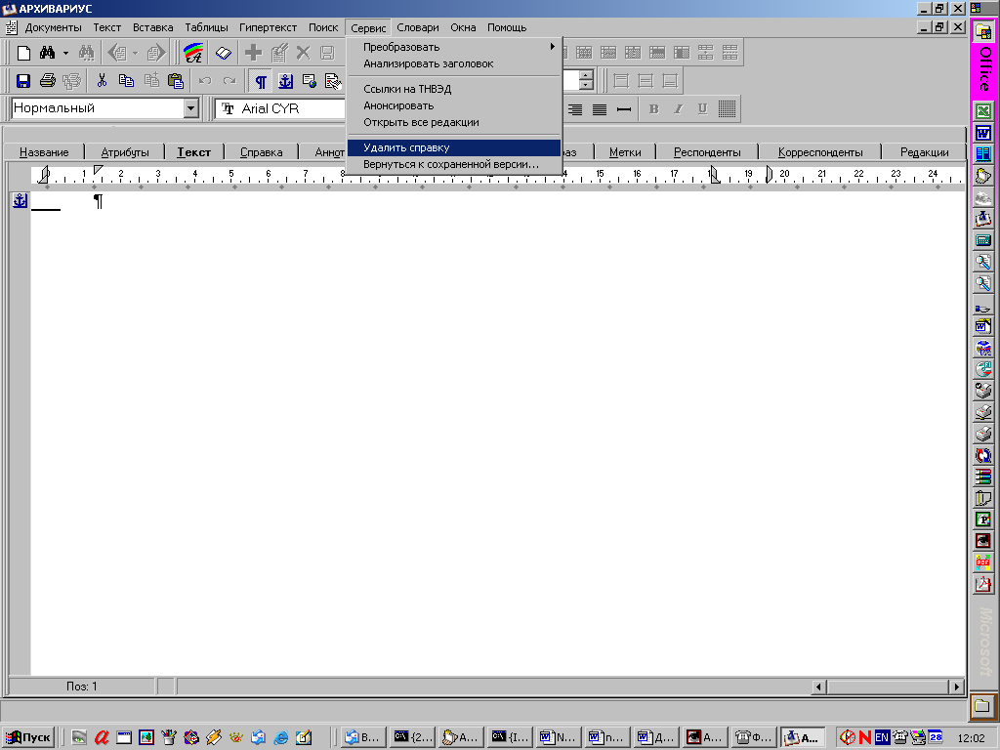 АРХИВАРИУС
Документы Текст Вставка Таблицы Гипертекст Поиск Сервис Словари Окна Помощь
Преобразовать
Анализировать заголовок
Ссылки на ТНВЭД
Анонсировать
Открыть все редакции
Удалить справку
Вернуться к сохраненной версии...
Office
Нормальный
Arial CYR
B I U
Название Атрибуты Текст Справка Аннот аз Метки Респонденты Корреспонденты Редакции
1 2 3 4 5 6 7 8 14 15 16 17 18 19 20 21 22 23 24
¶
Поз: 1
Microsoft
Пуск
В... {2... А... {I... N... п... Д... А... Ф... А...
EN
28
12:02